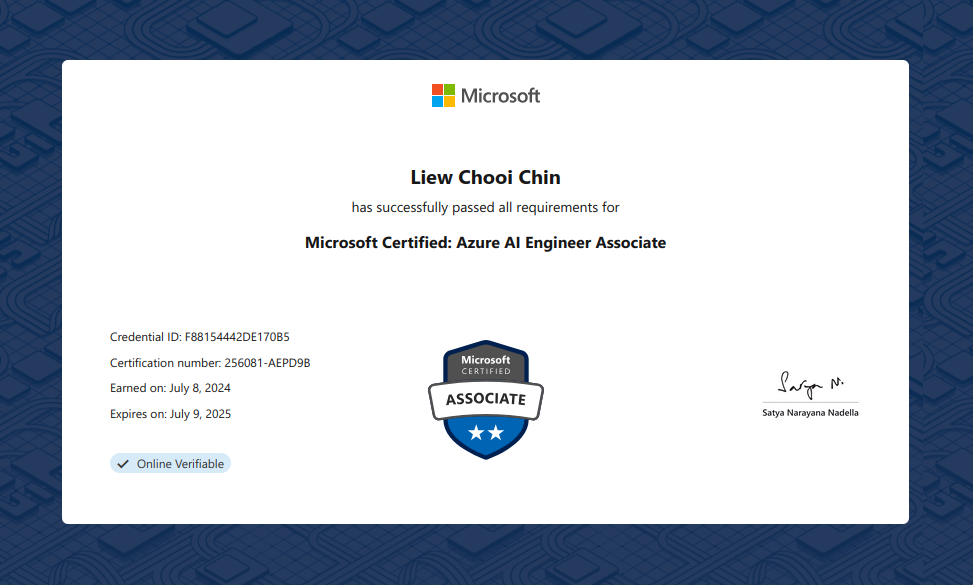 Microsoft
Liew Chooi Chin
has successfully passed all requirements for
Microsoft Certified: Azure AI Engineer Associate
Credential ID: F88154442DE170B5
Certification number: 256081-AEPD9B
Earned on: July 8, 2024
Expires on: July 9, 2025
Online Verifiable
Microsoft
CERTIFIED
ASSOCIATE
Satya N.
Satya Narayana Nadella